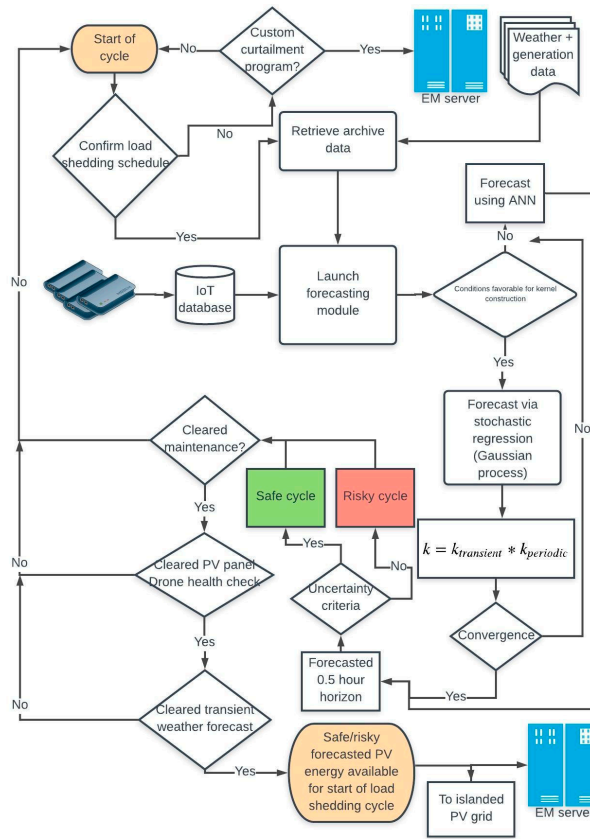 Start of
cycle
No
Custom
curtailment
program?
Yes
EM server
Weather +
generation
data
Confirm load
shedding schedule
No
Yes
Retrieve archive
data
Forecast
using ANN
No
No
IoT
database
Launch
forecasting
module
Conditions favorable for kernel
construction
Yes
Forecast via
stochastic
regression
(Gaussian
process)
No
Cleared
maintenance?
Safe cycle
Risky cycle
Yes
Yes
No
k = k_transient * k_periodic
Cleared PV panel
Drone health check
No
Uncertainty
criteria
Convergence
Yes
Forecasted
0.5 hour
horizon
Yes
No
Cleared transient
weather forecast
Yes
Safe/risky
forecasted PV
energy available
for start of load
shedding cycle
To islanded
PV grid
EM server